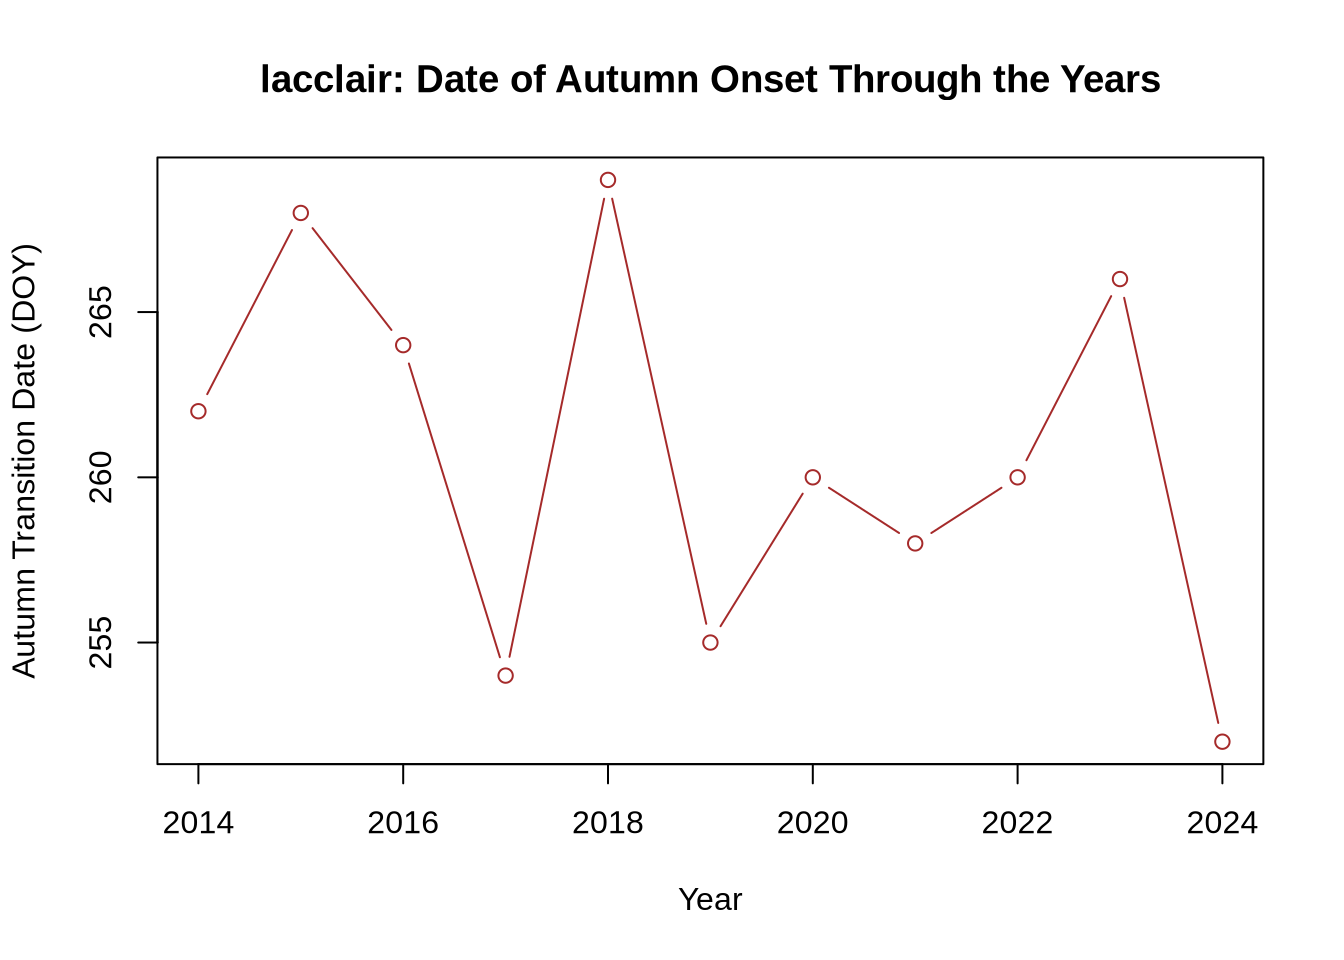 lacclair: Date of Autumn Onset Through the Years
Autumn Transition Date (DOY)
265
260
255
2014 2016 2018 2020 2022 2024
Year